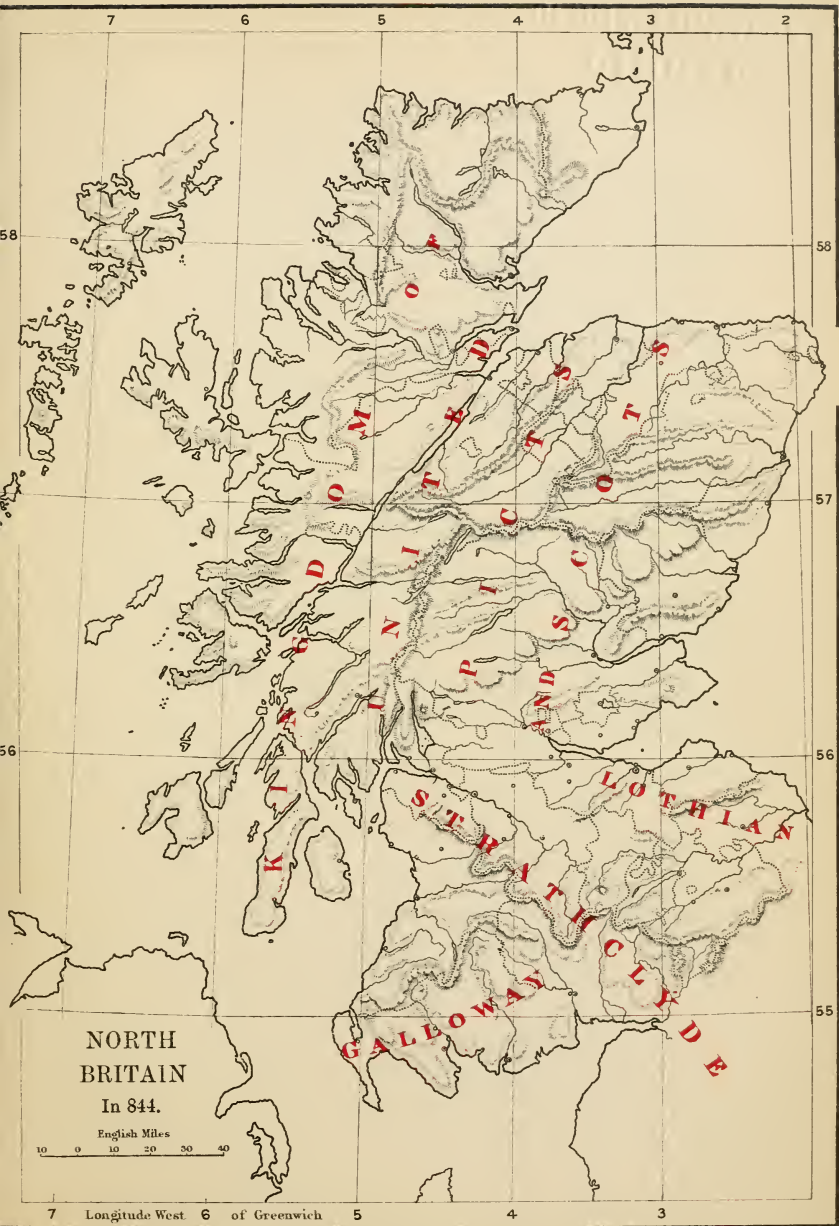 7 6 5 4 3 2
58 58
57
56 56
55
KINGDOM OF
UNITED
PICTS
AND
SCOTS
LOTHIAN
STRATHCLYDE
GALLOWAY
NORTH
BRITAIN
In 844.
English Miles
10 0 10 20 30 40
7 Longitude West 6 of Greenwich 5 4 3